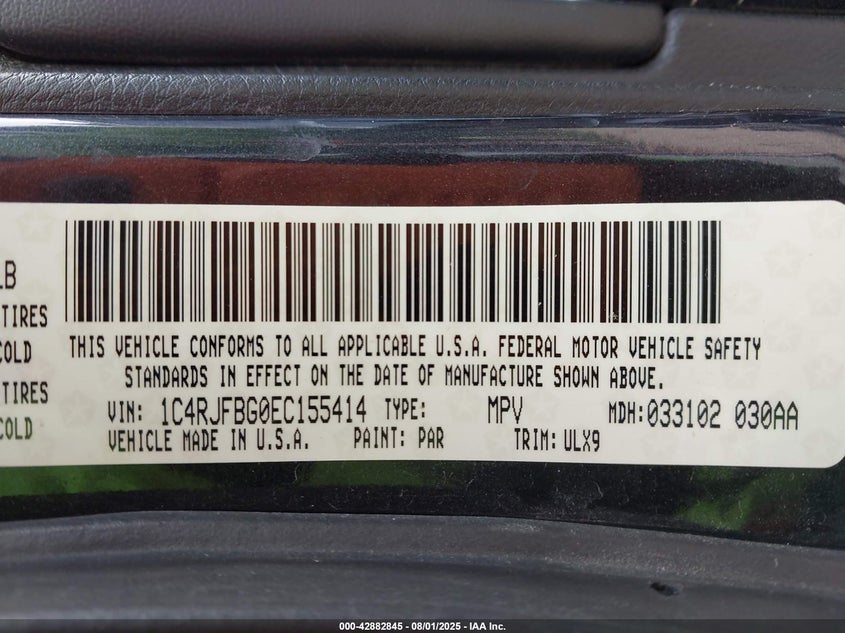 LB
TIRES
COLD
TIRES
COLD
THIS VEHICLE CONFORMS TO ALL APPLICABLE U.S.A. FEDERAL MOTOR VEHICLE SAFETY
STANDARDS IN EFFECT ON THE DATE OF MANUFACTURE SHOWN ABOVE.
VIN: 1C4RJFBG0EC155414 TYPE: MPV MDH:033102 030AA
VEHICLE MADE IN U.S.A. PAINT: PAR TRIM: ULX9
000-42882845 - 08/01/2025 - IAA Inc.